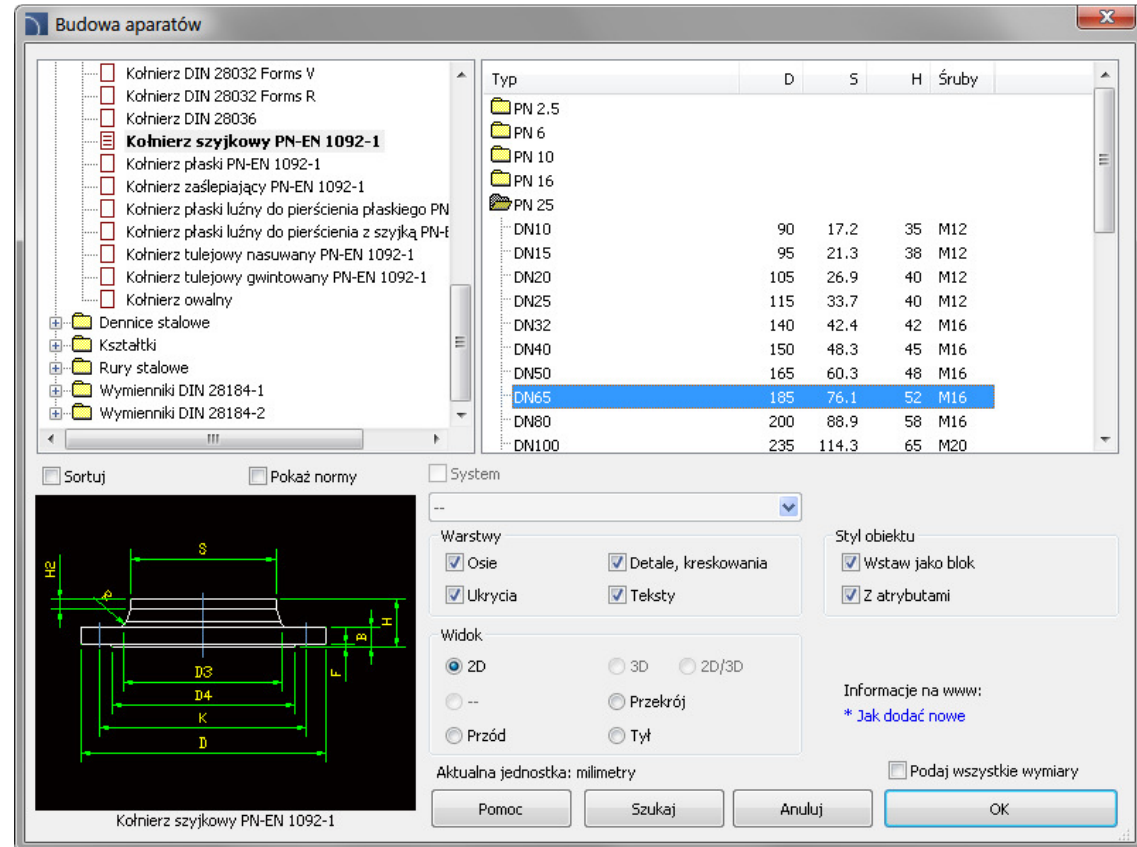 Budowa aparatów
Kołnierz DIN 28032 Forms V
Kołnierz DIN 28032 Forms R
Kołnierz DIN 28036
Kołnierz szyjkowy PN-EN 1092-1
Kołnierz płaski PN-EN 1092-1
Kołnierz zaślepiający PN-EN 1092-1
Kołnierz płaski luźny do pierścienia płaskiego PN
Kołnierz płaski luźny do pierścienia z szyjką PN-E
Kołnierz tulejowy nasuwany PN-EN 1092-1
Kołnierz tulejowy gwintowany PN-EN 1092-1
Kołnierz owalny
Dennice stalowe
Kształtki
Rury stalowe
Wymienniki DIN 28184-1
Wymienniki DIN 28184-2
Typ D S H Śruby
PN 2.5
PN 6
PN 10
PN 16
PN 25
DN10 90 17.2 35 M12
DN15 95 21.3 38 M12
DN20 105 26.9 40 M12
DN25 115 33.7 40 M12
DN32 140 42.4 42 M16
DN40 150 48.3 45 M16
DN50 165 60.3 48 M16
DN65 185 76.1 52 M16
DN80 200 88.9 58 M16
DN100 235 114.3 65 M20
Sortuj Pokaż normy
S
H2
R
H
B
F
D3
D4
K
D
Kołnierz szyjkowy PN-EN 1092-1
System
--
Warstwy
Osie Detale, kreskowania
Ukrycia Teksty
Styl obiektu
Wstaw jako blok
Z atrybutami
Widok
2D 3D 2D/3D
-- Przekrój
Przód Tył
Informacje na www:
* Jak dodać nowe
Aktualna jednostka: milimetry
Podaj wszystkie wymiary
Pomoc Szukaj Anuluj OK